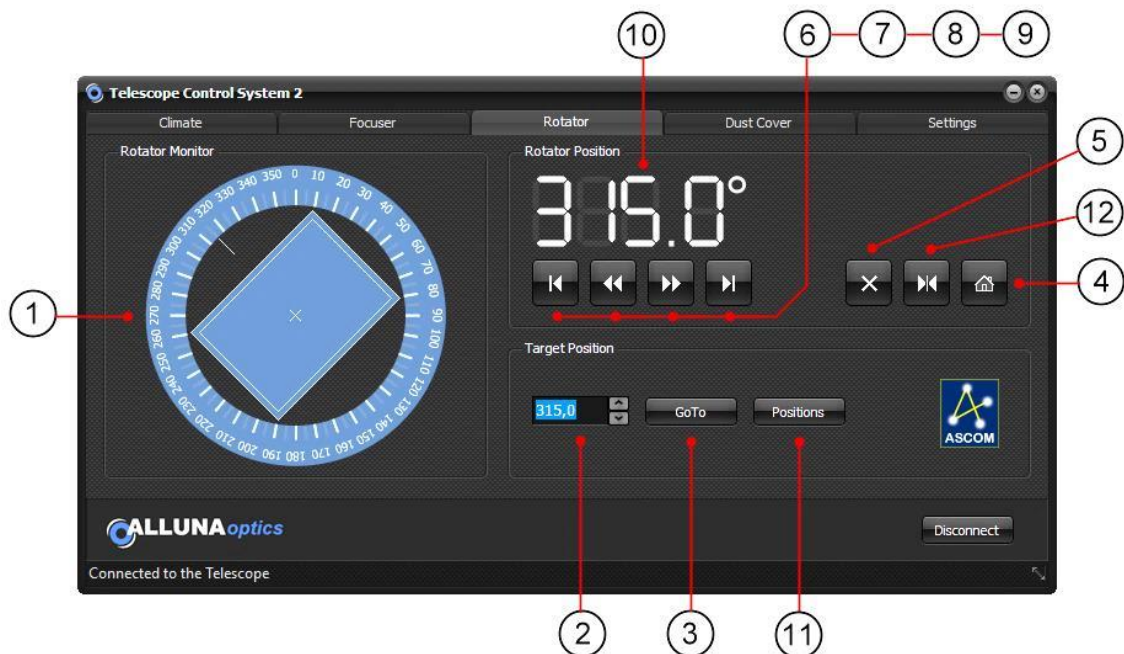 10
6 7 8 9
Telescope Control System 2
Climate Focuser Rotator Dust Cover Settings
Rotator Monitor
0 10 20 30 40 50 60 70 80 90 100 110 120 130 140 150 160 170 180 190 200 210 220 230 240 250 260 270 280 290 300 310 320 330 340 350
1
Rotator Position
315.0°
5
12
4
Target Position
315,0 GoTo Positions
ASCOM
ALLUNA optics
Disconnect
Connected to the Telescope
2 3 11